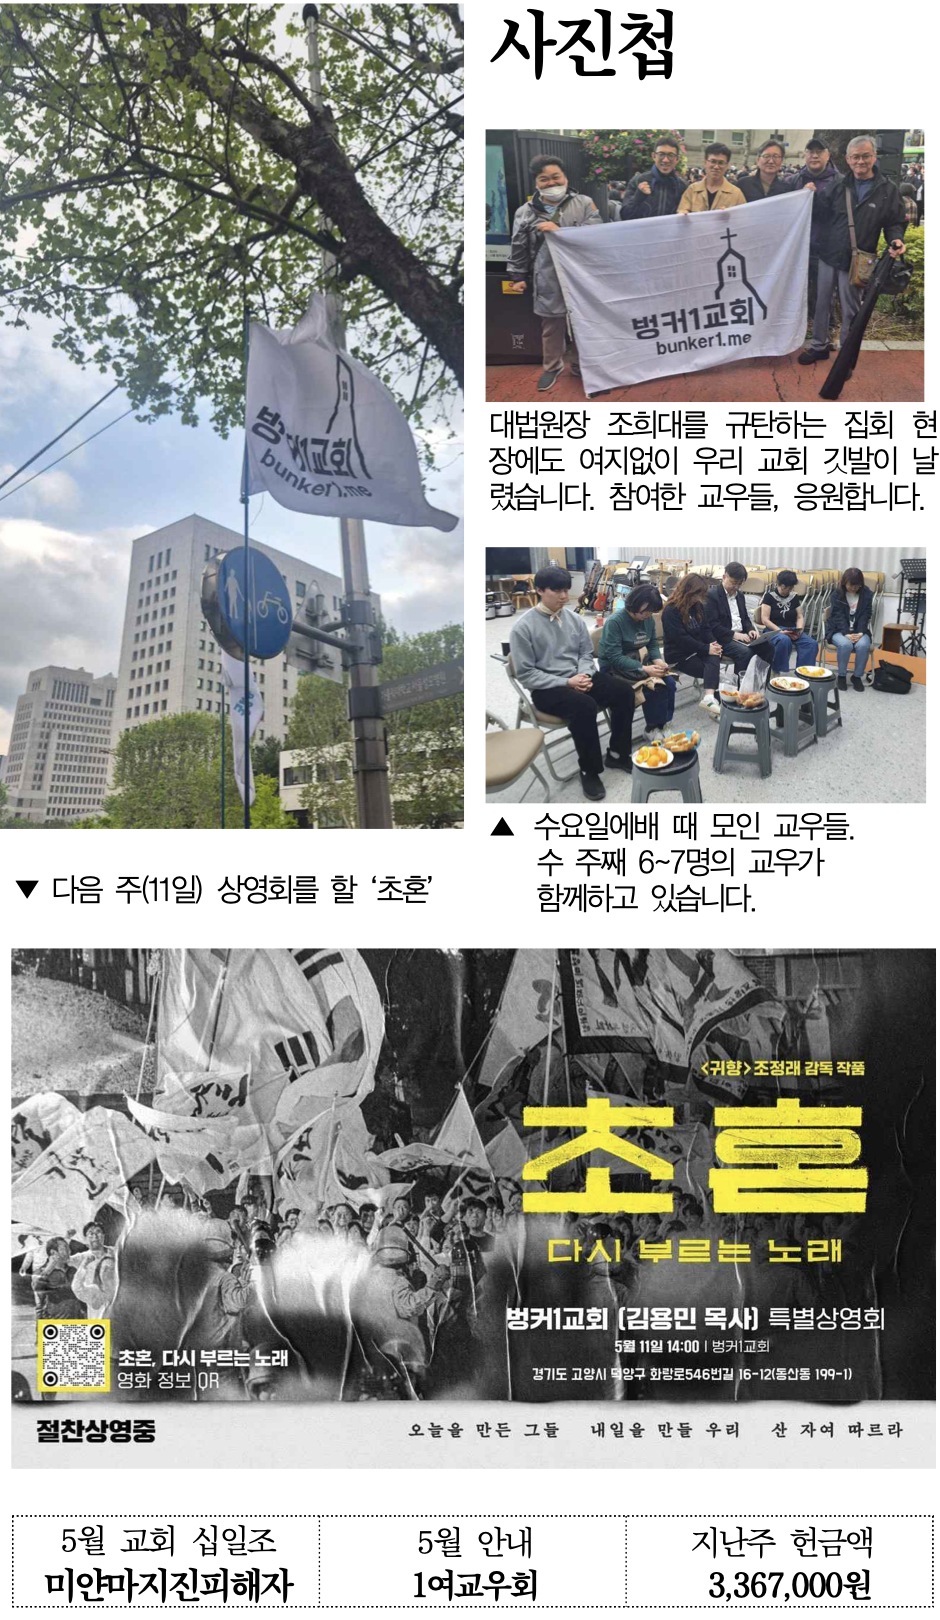 사진첩
벙커1교회
bunker1.me
벙커1교회
bunker1.me
대법원장 조희대를 규탄하는 집회 현
장에도 여지없이 우리 교회 깃발이 날
렸습니다. 참여한 교우들, 응원합니다.
▲ 수요일에배 때 모인 교우들.
수 주째 6~7명의 교우가
함께하고 있습니다.
▼ 다음 주(11일) 상영회를 할 ‘초혼’
<귀향> 조정래 감독 작품
초혼
다시 부르는 노래
벙커1교회 (김용민 목사) 특별상영회
5월 11일 14:00 | 벙커1교회
경기도 고양시 덕양구 화랑로546번길 16-12(동산동 199-1)
초혼, 다시 부르는 노래
영화 정보 QR
절찬상영중
오늘을 만든 그들 내일을 만들 우리 산 자여 따르라
5월 교회 십일조
미얀마지진피해자
5월 안내
1여교우회
지난주 헌금액
3,367,000원